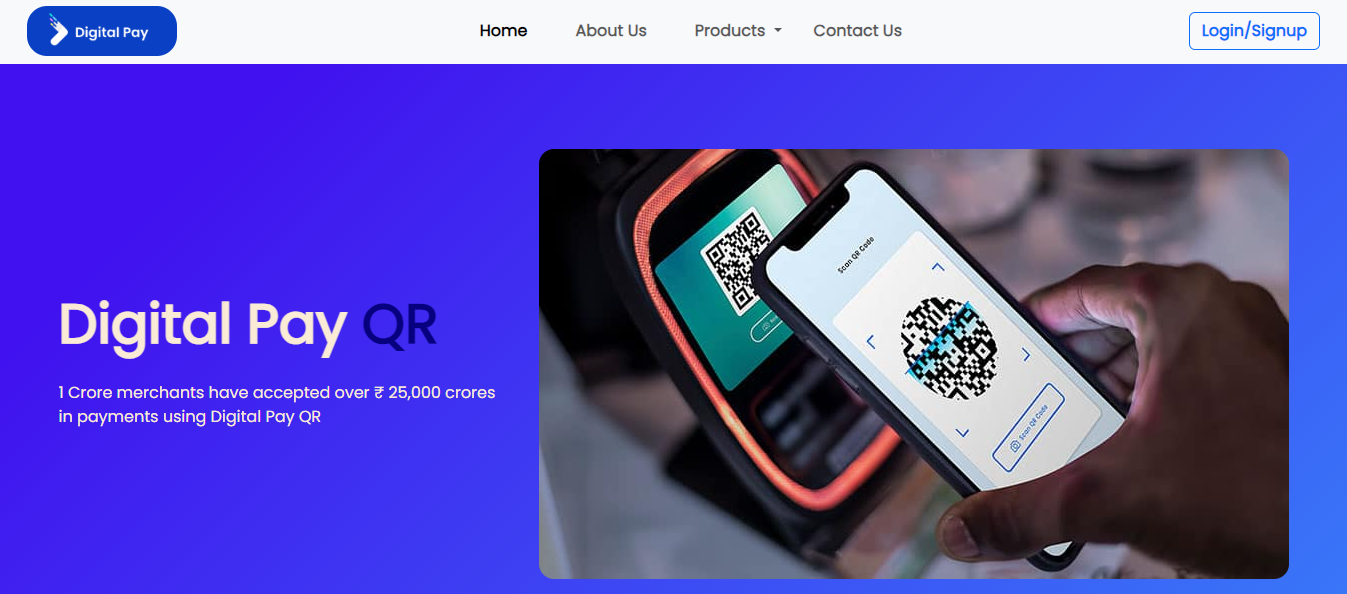 Digital Pay
Home
About Us
Products
Contact Us
Login/Signup
Digital Pay QR
1 Crore merchants have accepted over ₹ 25,000 crores
in payments using Digital Pay QR
Scan QR Code
Scan QR Code